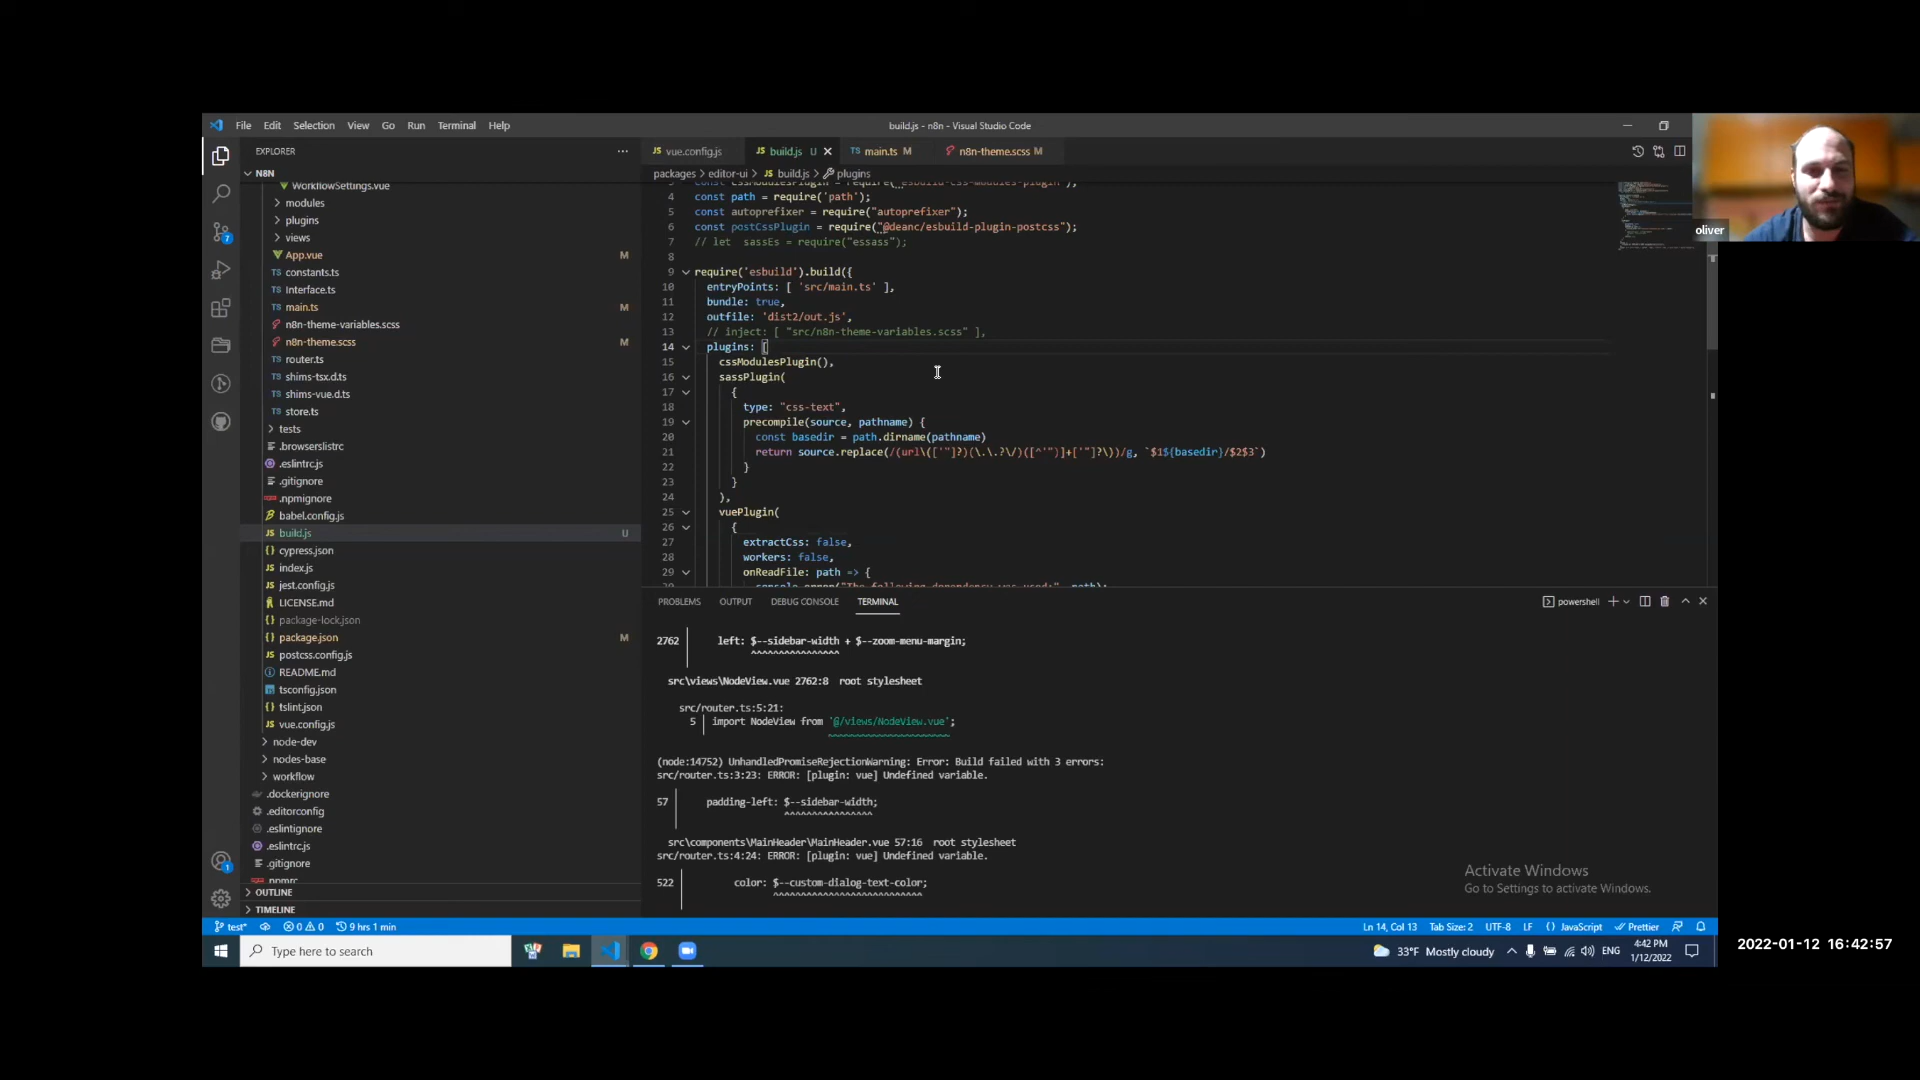 File Edit Selection View Go Run Terminal Help
build.js - n8n - Visual Studio Code
EXPLORER
N8N
WorkflowSettings.vue
modules
plugins
views
App.vue M
constants.ts
Interface.ts
main.ts M
n8n-theme-variables.scss
n8n-theme.scss M
router.ts
shims-tsx.d.ts
shims-vue.d.ts
store.ts
tests
.browserslistrc
.eslintrc.js
.gitignore
.npmignore
babel.config.js
build.js U
cypress.json
index.js
jest.config.js
LICENSE.md
package-lock.json
package.json M
postcss.config.js
README.md
tsconfig.json
tslint.json
vue.config.js
node-dev
nodes-base
workflow
.dockerignore
.editorconfig
.eslintignore
.eslintrc.js
.gitignore
.npmrc
OUTLINE
TIMELINE
vue.config.js
build.js U
main.ts M
n8n-theme.scss M
packages > editor-ui > build.js > plugins
3 const cssModulesPlugin = require("esbuild-css-modules-plugin");
4 const path = require('path');
5 const autoprefixer = require("autoprefixer");
6 const postCssPlugin = require("@deanc/esbuild-plugin-postcss");
7 // let sassEs = require("essass");
8
9 require('esbuild').build({
10 entryPoints: [ 'src/main.ts' ],
11 bundle: true,
12 outfile: 'dist2/out.js',
13 // inject: [ "src/n8n-theme-variables.scss" ],
14 plugins: [
15 cssModulesPlugin(),
16 sassPlugin(
17 {
18 type: "css-text",
19 precompile(source, pathname) {
20 const basedir = path.dirname(pathname)
21 return source.replace(/(url\(['"]?)(\.\.?\/)([^'")]+['"]?\))/g, `$1${basedir}/$2$3`)
22 }
23 }
24 ),
25 vuePlugin(
26 {
27 extractCss: false,
28 workers: false,
29 onReadFile: path => {
console.error("The following dependency was used:", path);
PROBLEMS OUTPUT DEBUG CONSOLE TERMINAL
powershell
2762 left: $--sidebar-width + $--zoom-menu-margin;
^^^^^^^^^^^^^^^^
src\views\NodeView.vue 2762:8 root stylesheet
src/router.ts:5:21:
5 import NodeView from '@/views/NodeView.vue';
~~~~~~~~~~~~~~~~~~~~~~
(node:14752) UnhandledPromiseRejectionWarning: Error: Build failed with 3 errors:
src/router.ts:3:23: ERROR: [plugin: vue] Undefined variable.
57 padding-left: $--sidebar-width;
^^^^^^^^^^^^^^^^
src\components\MainHeader\MainHeader.vue 57:16 root stylesheet
src/router.ts:4:24: ERROR: [plugin: vue] Undefined variable.
522 color: $--custom-dialog-text-color;
^^^^^^^^^^^^^^^^^^^^^^^^^^^
Activate Windows
Go to Settings to activate Windows.
test* 0 0 9 hrs 1 min
Ln 14, Col 13 Tab Size: 2 UTF-8 LF {} JavaScript Prettier
Type here to search
33°F Mostly cloudy
ENG
4:42 PM
1/12/2022
oliver
2022-01-12 16:42:57